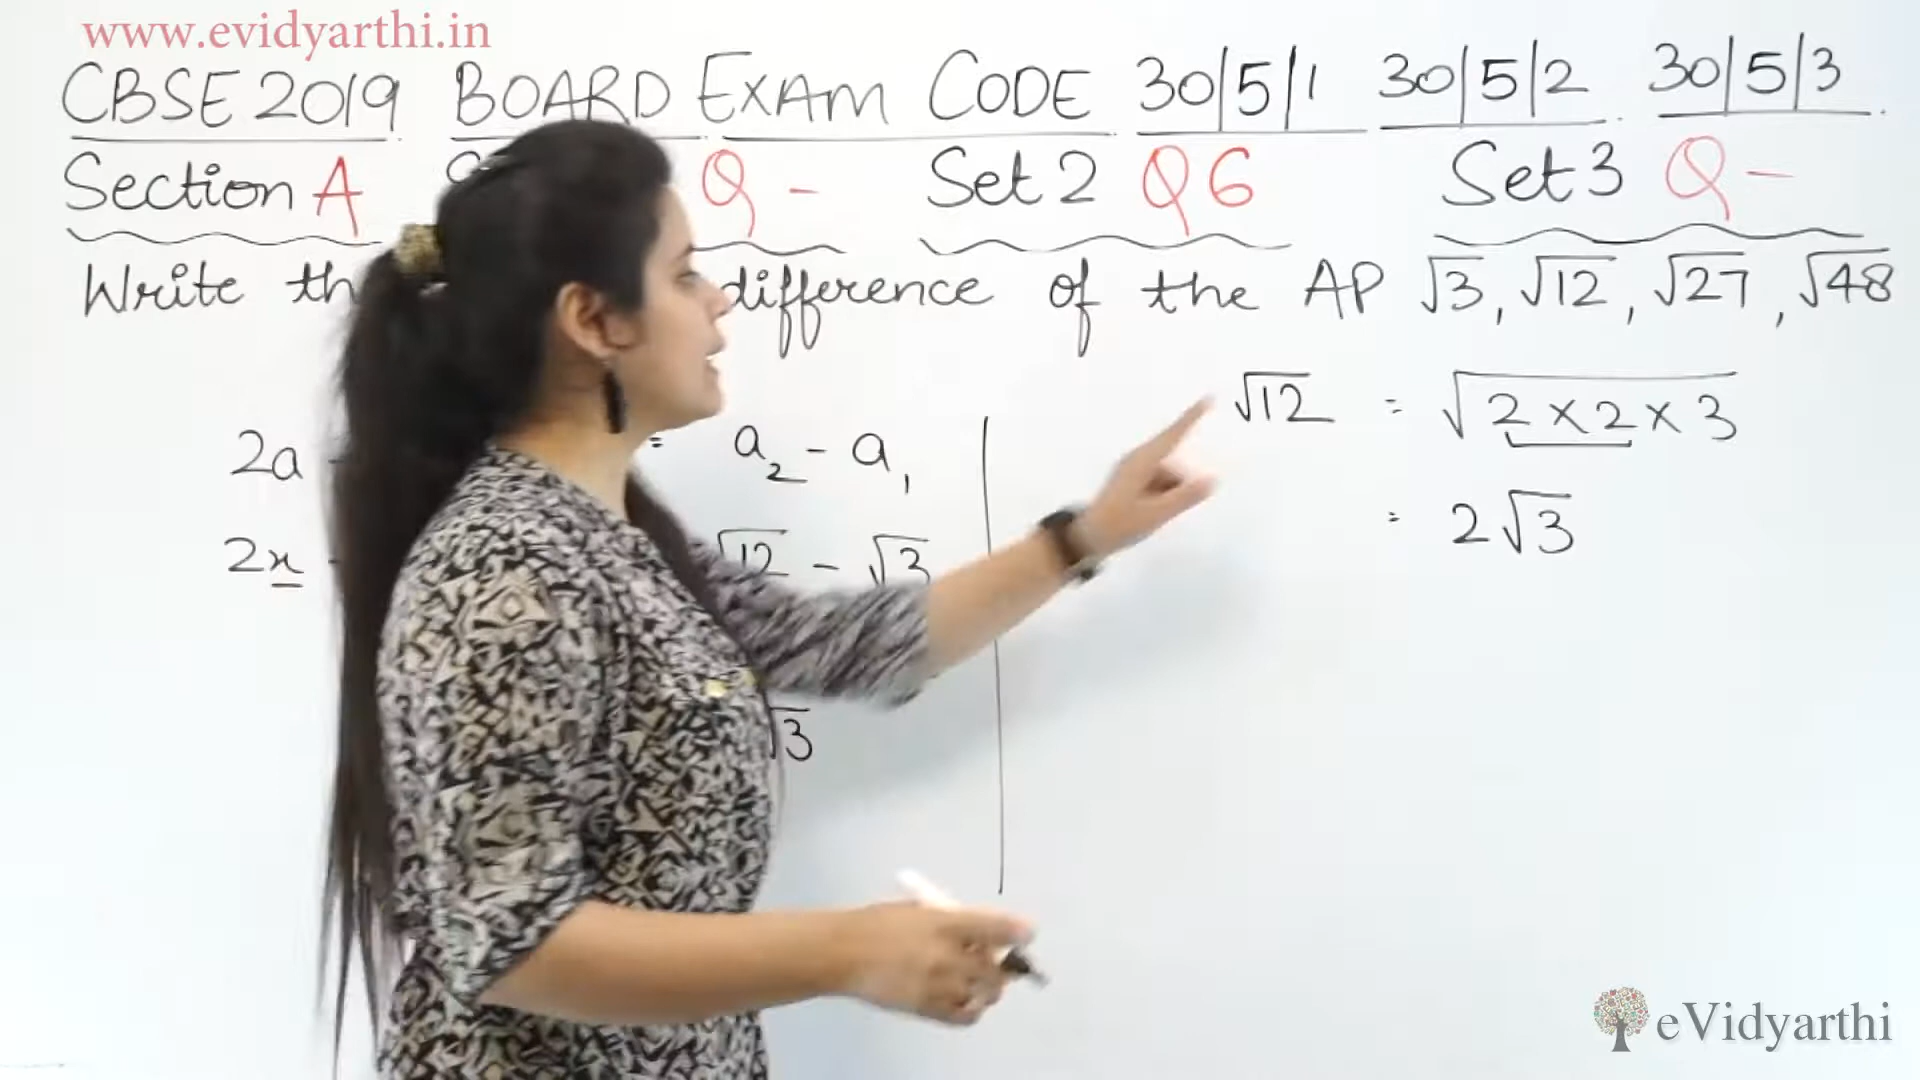 www.evidyarthi.in
CBSE 2019 BOARD EXAM CODE 30/5/1 30/5/2 30/5/3
Section A Q - Set 2 Q 6 Set 3 Q -
Write difference of the AP √3, √12, √27, √48
√12 = √2 × 2 × 3
2a = a₂ - a₁
= 2√3
2x √12 - √3
√3
eVidyarthi